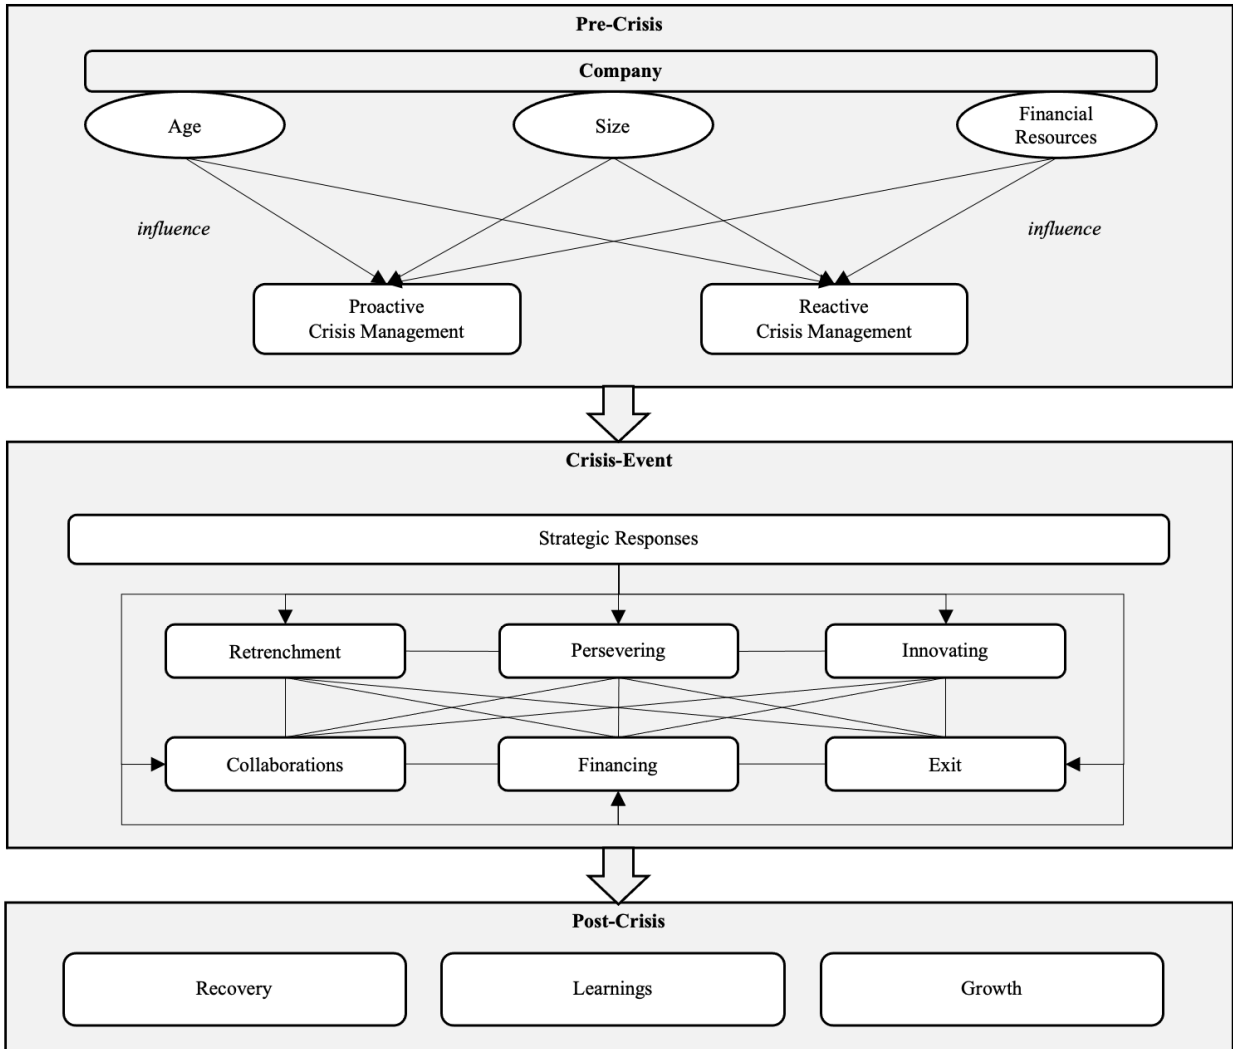 Pre-Crisis
Company
Age
Size
Financial
Resources
influence
influence
Proactive
Crisis Management
Reactive
Crisis Management
Crisis-Event
Strategic Responses
Retrenchment
Persevering
Innovating
Collaborations
Financing
Exit
Post-Crisis
Recovery
Learnings
Growth